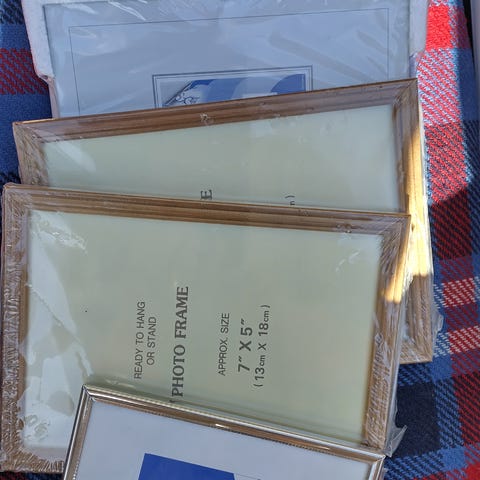 READY TO HANG
OR STAND
PHOTO FRAME
APPROX. SIZE
7" X 5"
(13cm X 18cm)